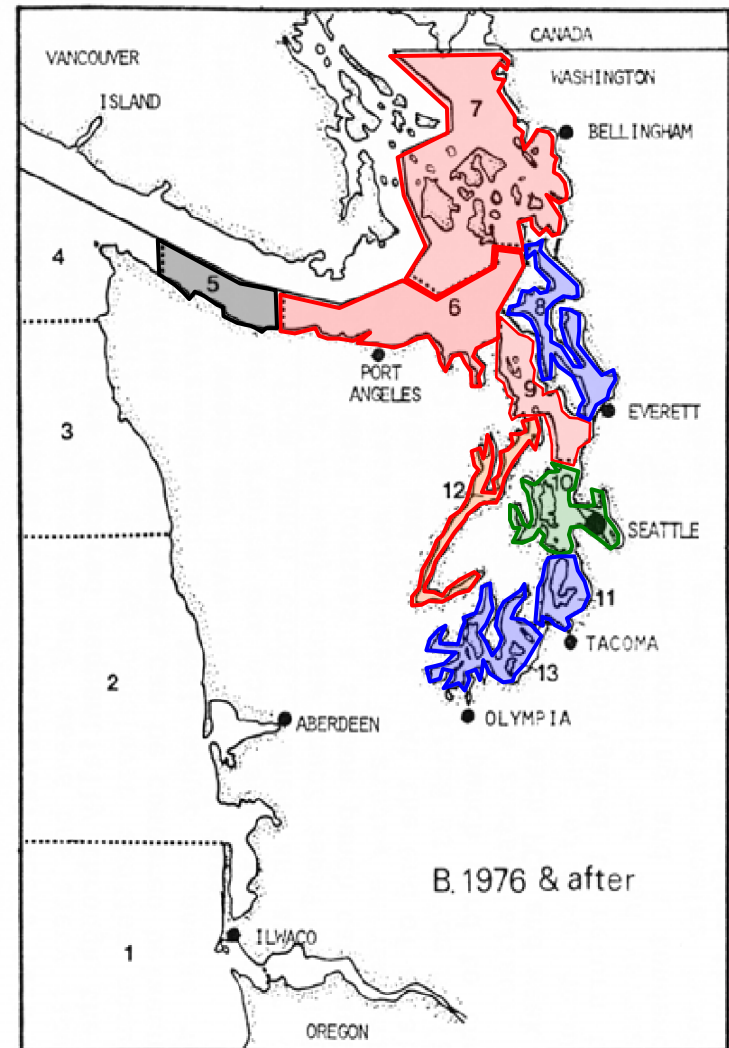 CANADA
VANCOUVER
WASHINGTON
ISLAND
7
BELLINGHAM
4
5
6
8
PORT
ANGELES
9
EVERETT
3
12
10
SEATTLE
11
TACOMA
13
2
OLYMPIA
ABERDEEN
B. 1976 & after
ILWACO
1
OREGON